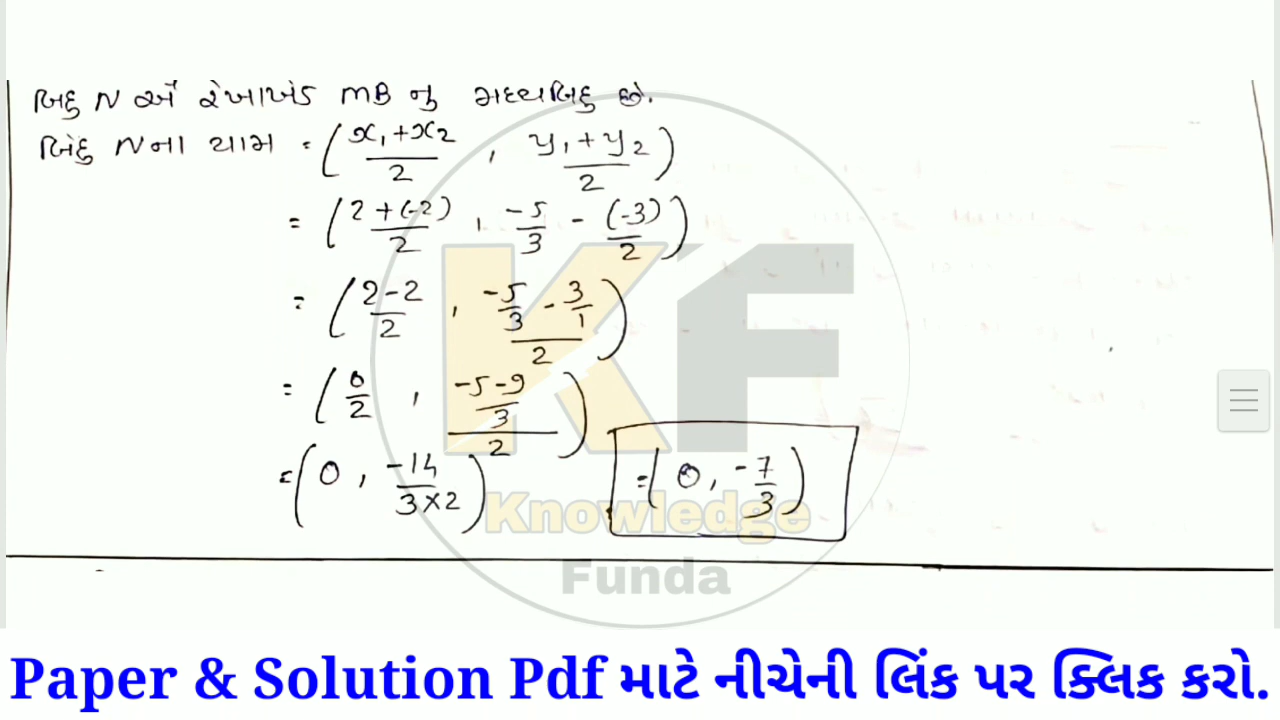 બિંદુ N એ રેખાખંડ MB નુ મધ્યબિંદુ છે.
બિંદુ Nના યામ = (x₁+x₂/2 , y₁+y₂/2)
= (2+(-2)/2 , -5/3 - (-3)/2)
= (2-2/2 , -5/3 - 3/1 / 2)
= (0/2 , -5-9/3 / 2)
= (0 , -14/3×2) = (0, -7/3)
Knowledge
Funda
Paper & Solution Pdf માટે નીચેની લિંક પર ક્લિક કરો.